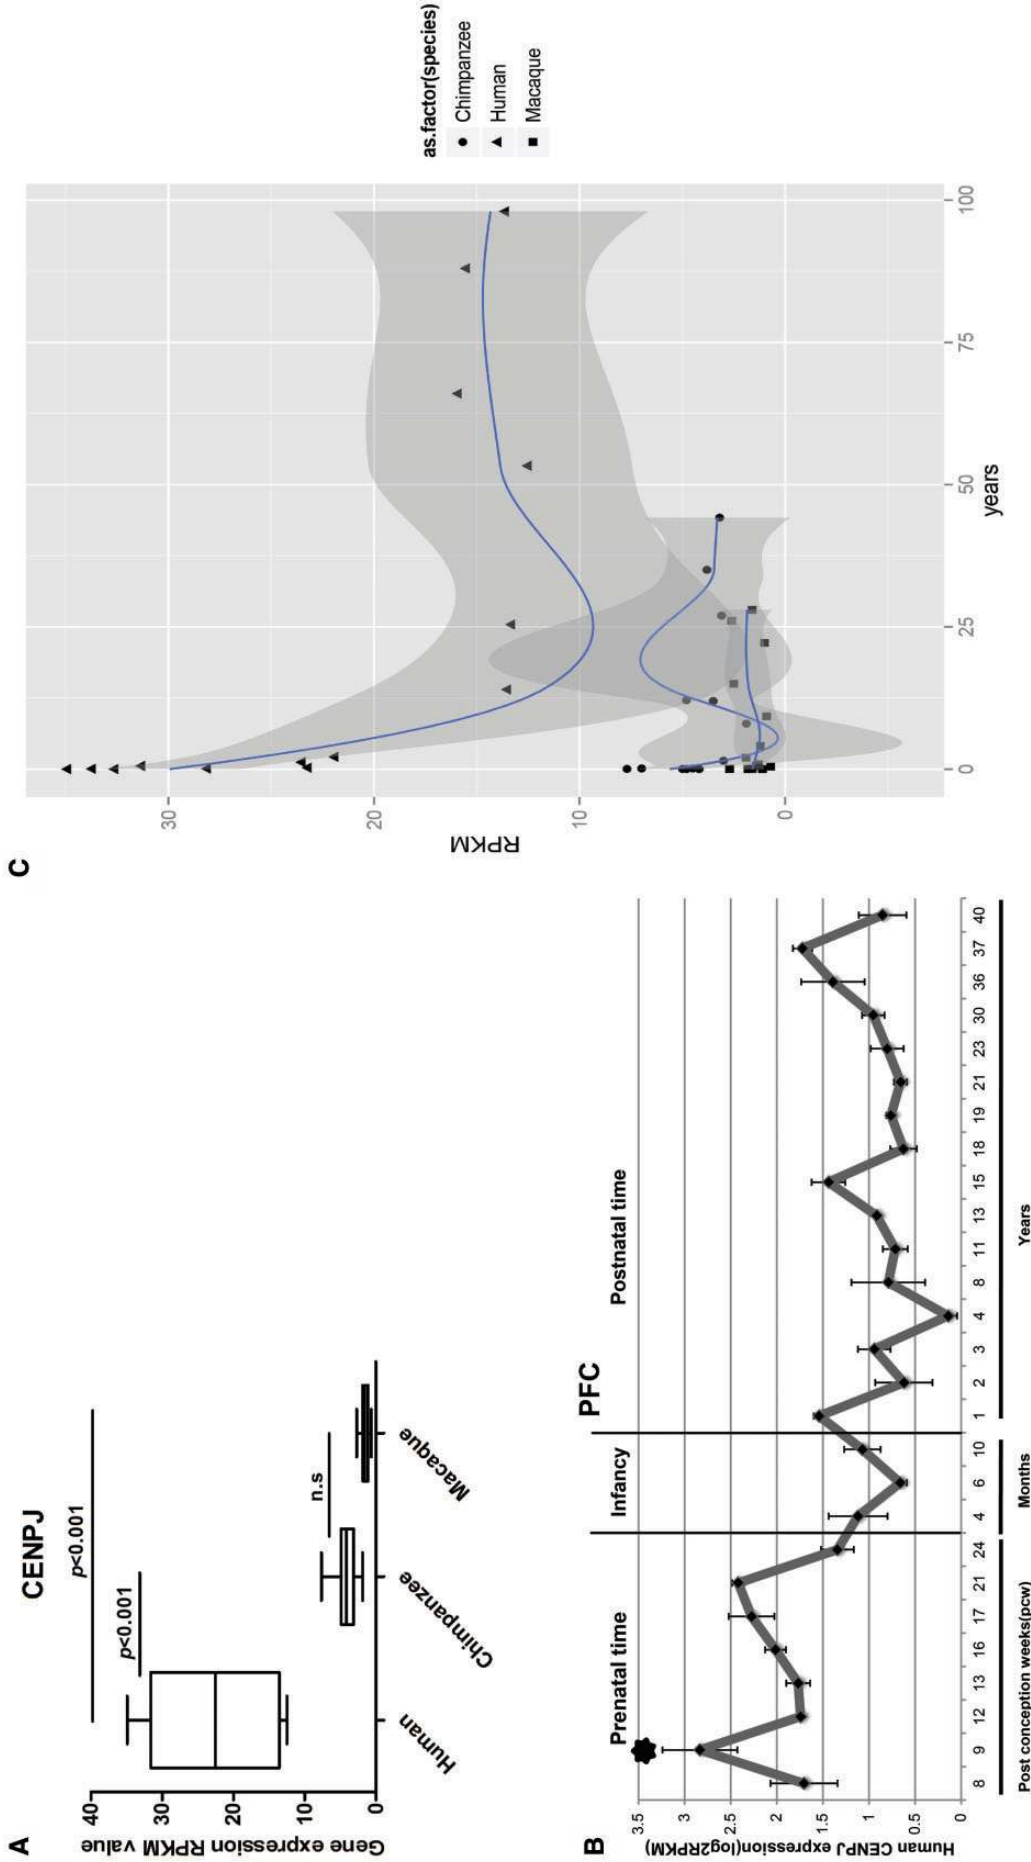 A
CENPJ
p<0.001
p<0.001
n.s
Gene expression RPKM value
40
30
20
10
0
Human
Chimpanzee
Macaque
B
PFC
Prenatal time
Infancy
Postnatal time
Human CENPJ expression(log2RPKM)
3.5
3
2.5
2
1.5
1
0.5
0
8 9 12 13 16 17 21 24 4 6 10 1 2 3 4 8 11 13 15 18 19 21 23 30 36 37 40
Post conception weeks(pcw) Months Years
C
RPKM
30
20
10
0
0 25 50 75 100
years
as.factor(species)
Chimpanzee
Human
Macaque